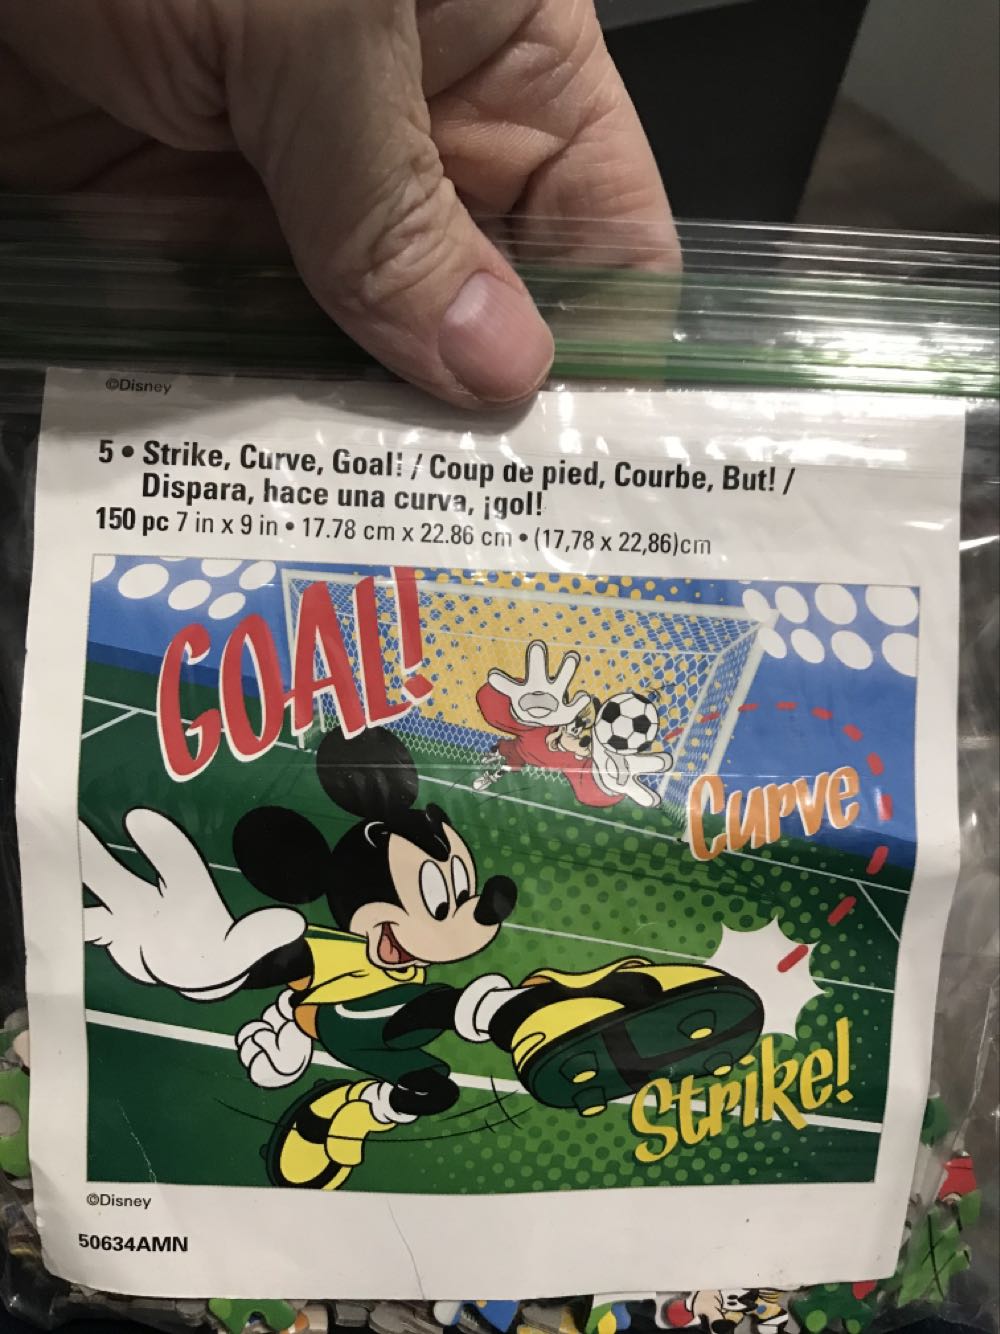 ©Disney
5 • Strike, Curve, Goal! / Coup de pied, Courbe, But! /
Dispara, hace una curva, ¡gol!
150 pc 7 in x 9 in • 17.78 cm x 22.86 cm • (17,78 x 22,86)cm
GOAL!
Curve
Strike!
©Disney
50634AMN